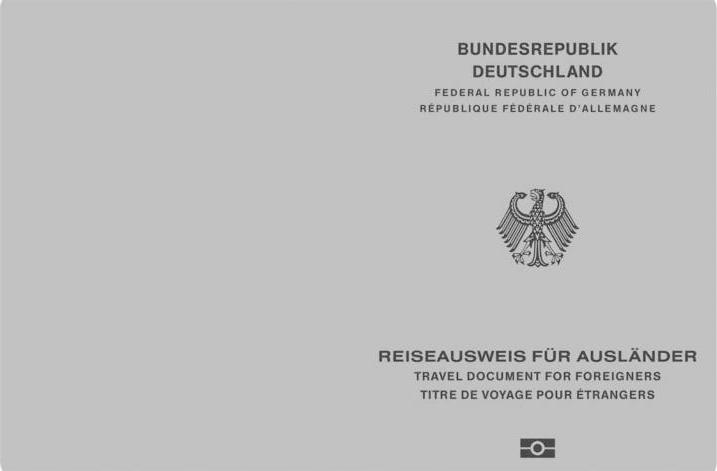 BUNDESREPUBLIK
DEUTSCHLAND
FEDERAL REPUBLIC OF GERMANY
RÉPUBLIQUE FÉDÉRALE D'ALLEMAGNE
REISEAUSWEIS FÜR AUSLÄNDER
TRAVEL DOCUMENT FOR FOREIGNERS
TITRE DE VOYAGE POUR ÉTRANGERS